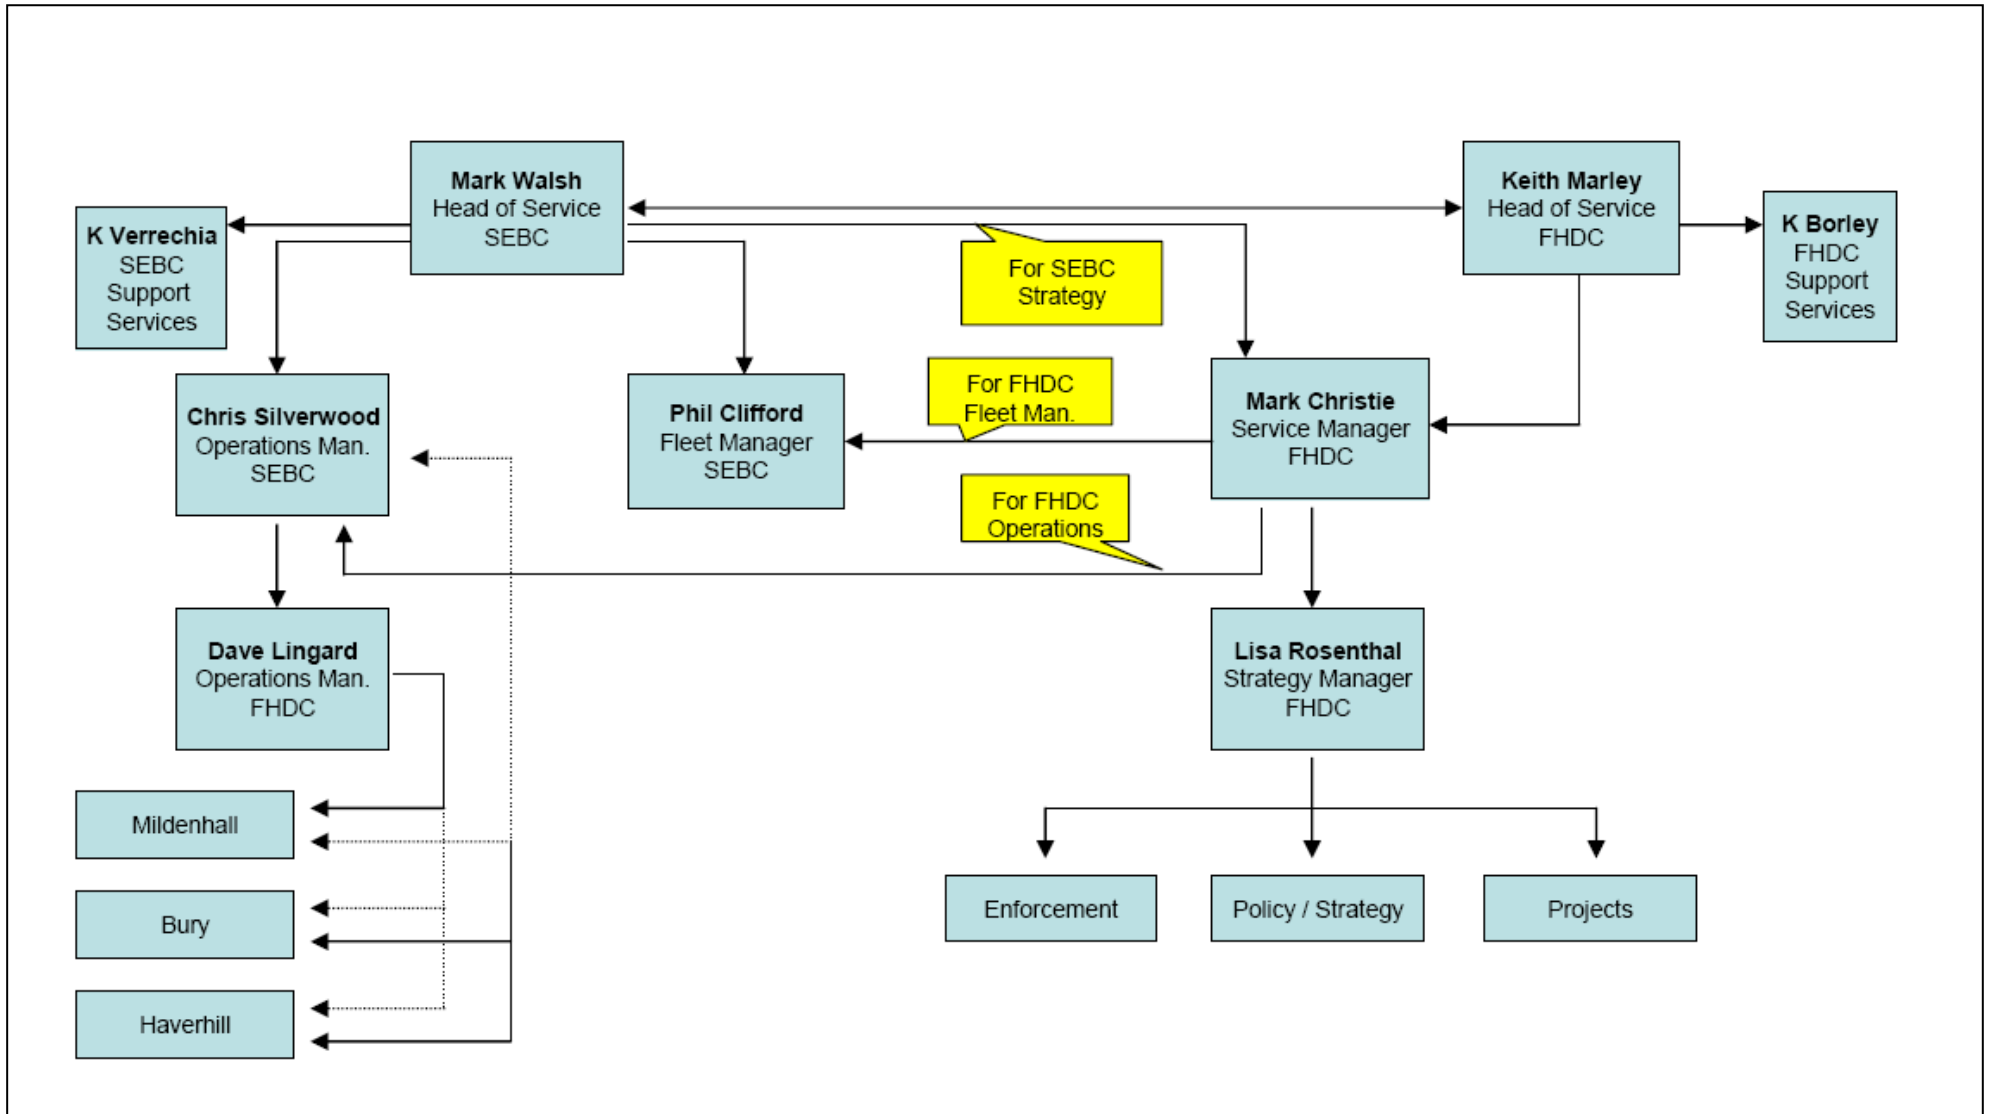 Mark Walsh
Head of Service
SEBC
Keith Marley
Head of Service
FHDC
K Verrechia
SEBC
Support
Services
K Borley
FHDC
Support
Services
For SEBC
Strategy
For FHDC
Fleet Man.
Chris Silverwood
Operations Man.
SEBC
Phil Clifford
Fleet Manager
SEBC
Mark Christie
Service Manager
FHDC
For FHDC
Operations
Dave Lingard
Operations Man.
FHDC
Lisa Rosenthal
Strategy Manager
FHDC
Mildenhall
Bury
Haverhill
Enforcement
Policy / Strategy
Projects